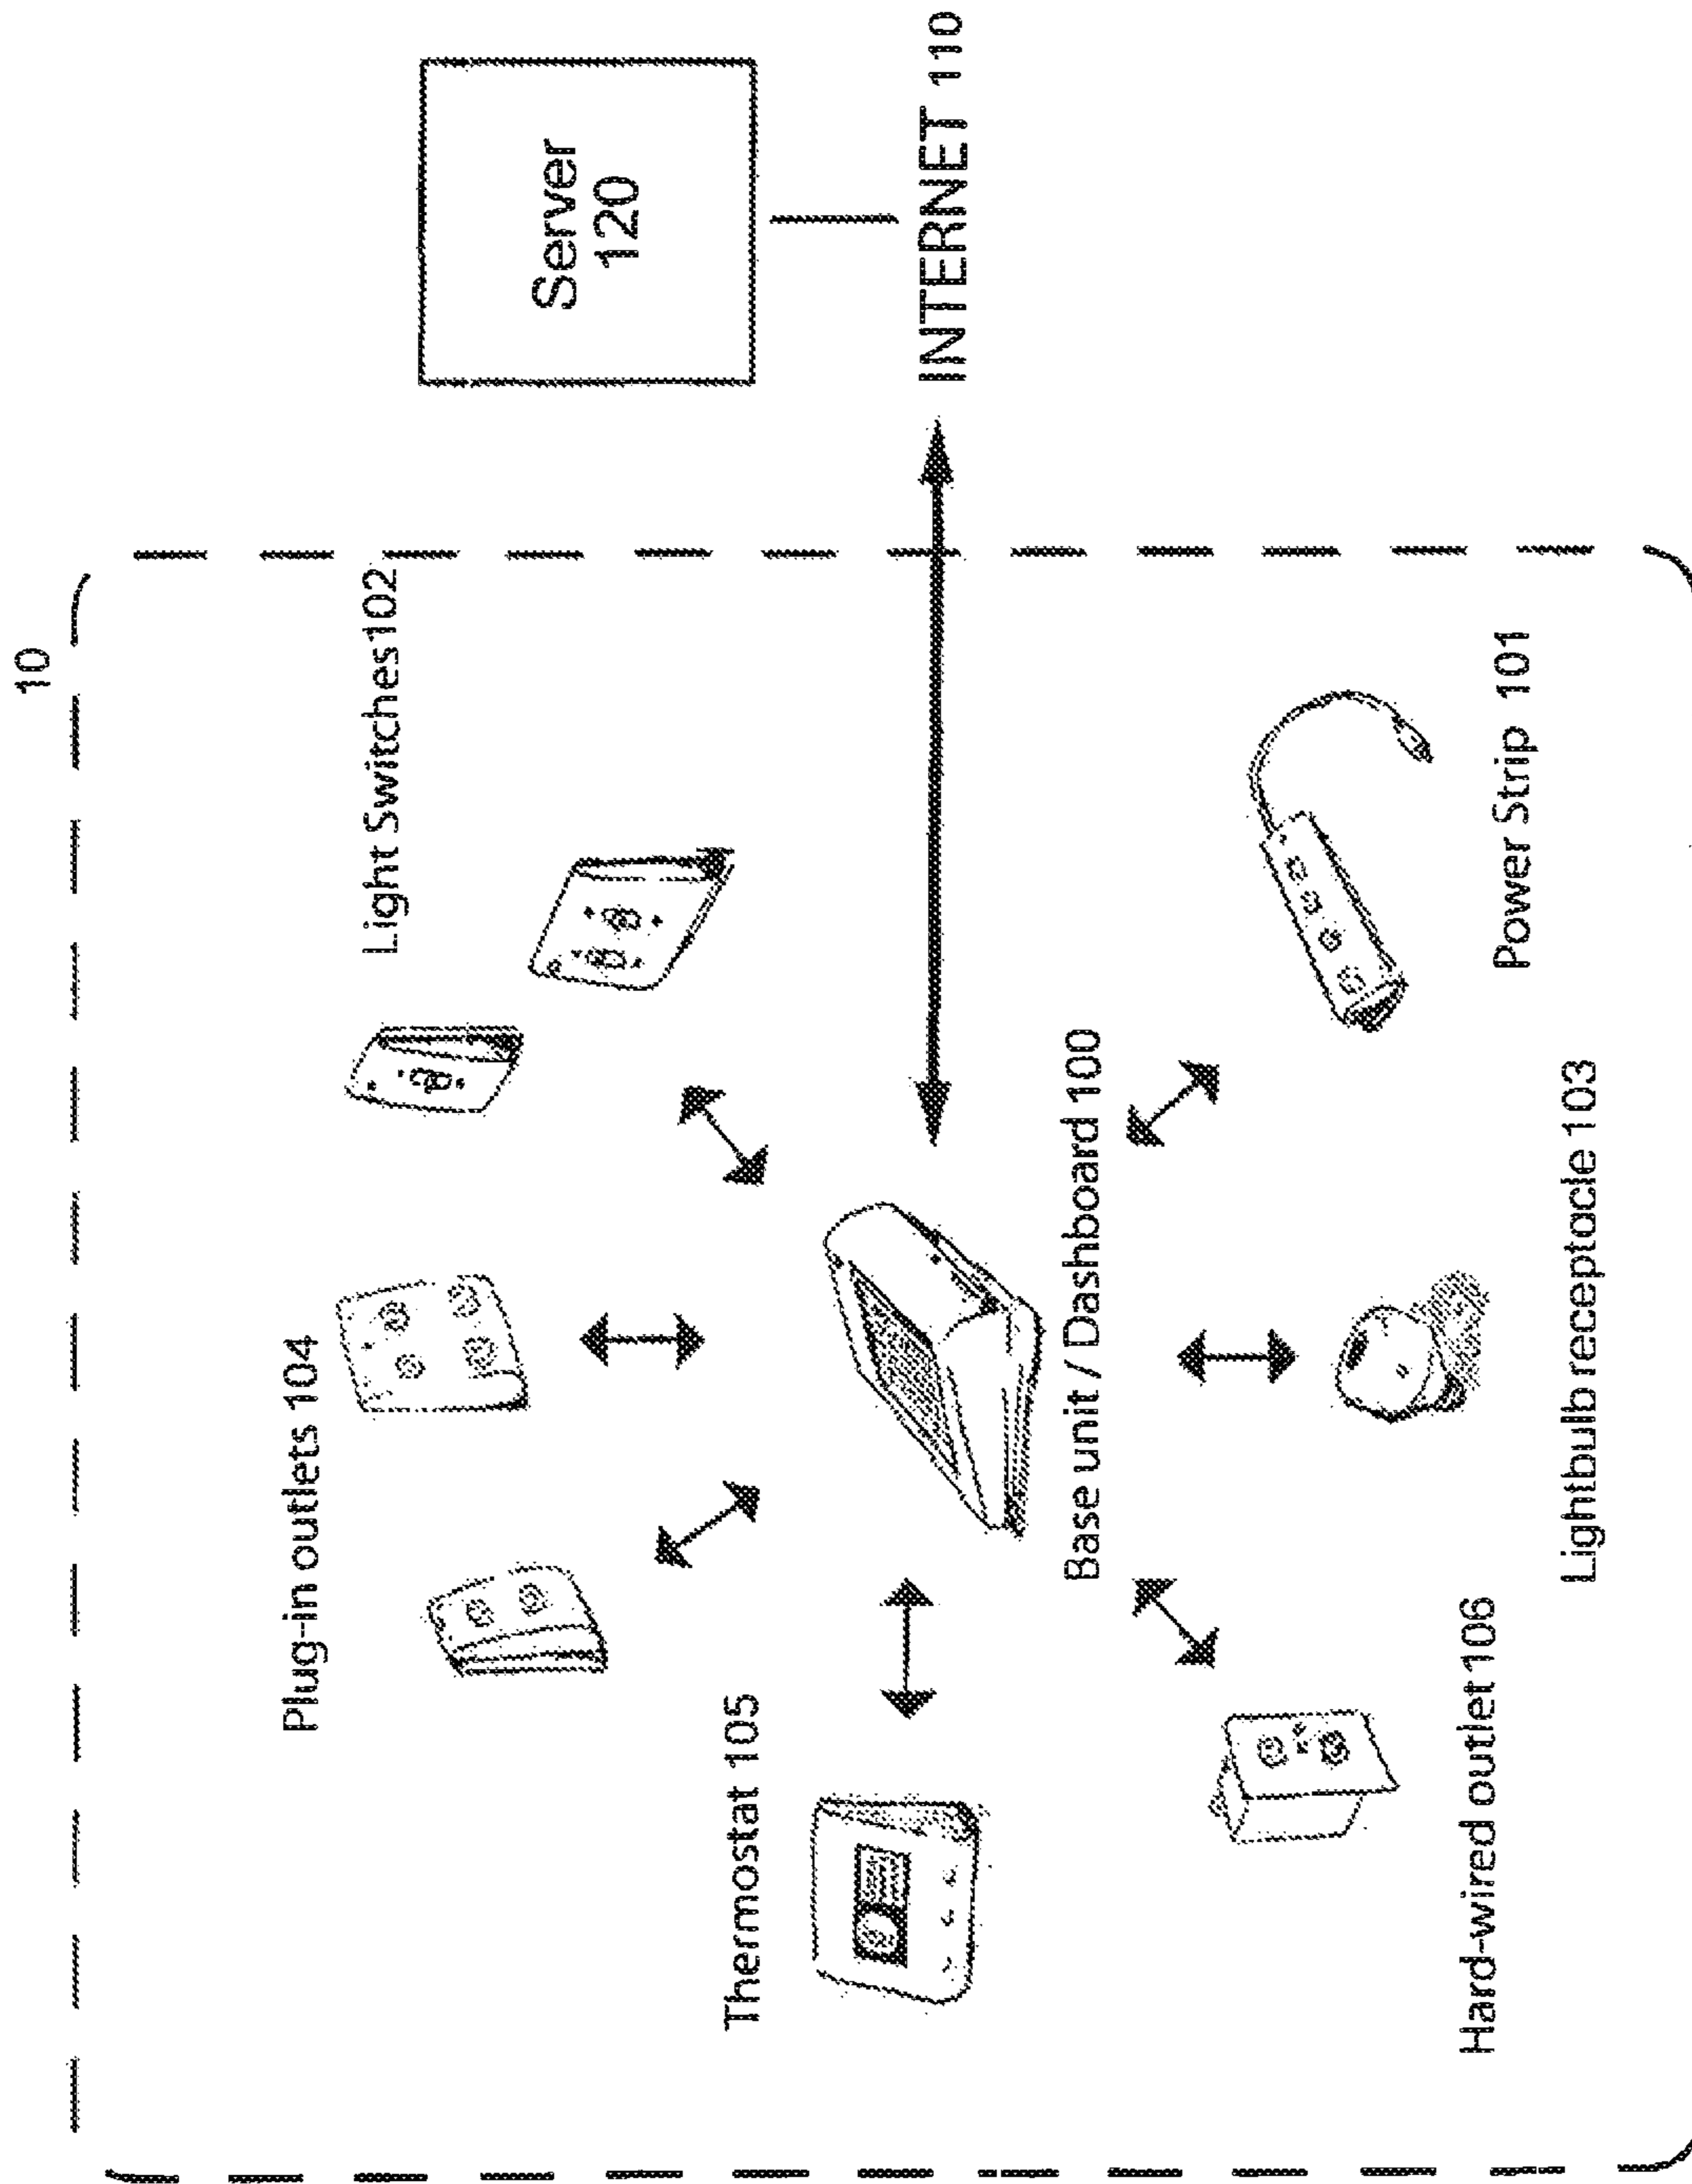 10
Light Switches102
Plug-in outlets 104
Server
120
Thermostat 105
INTERNET 110
Base unit / Dashboard 100
Power Strip 101
Hard-wired outlet 106
Lightbulb receptacle 103